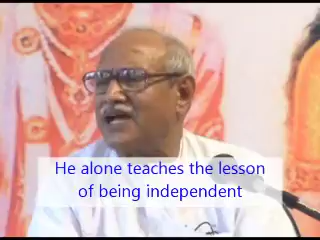 He alone teaches the lesson
of being independent